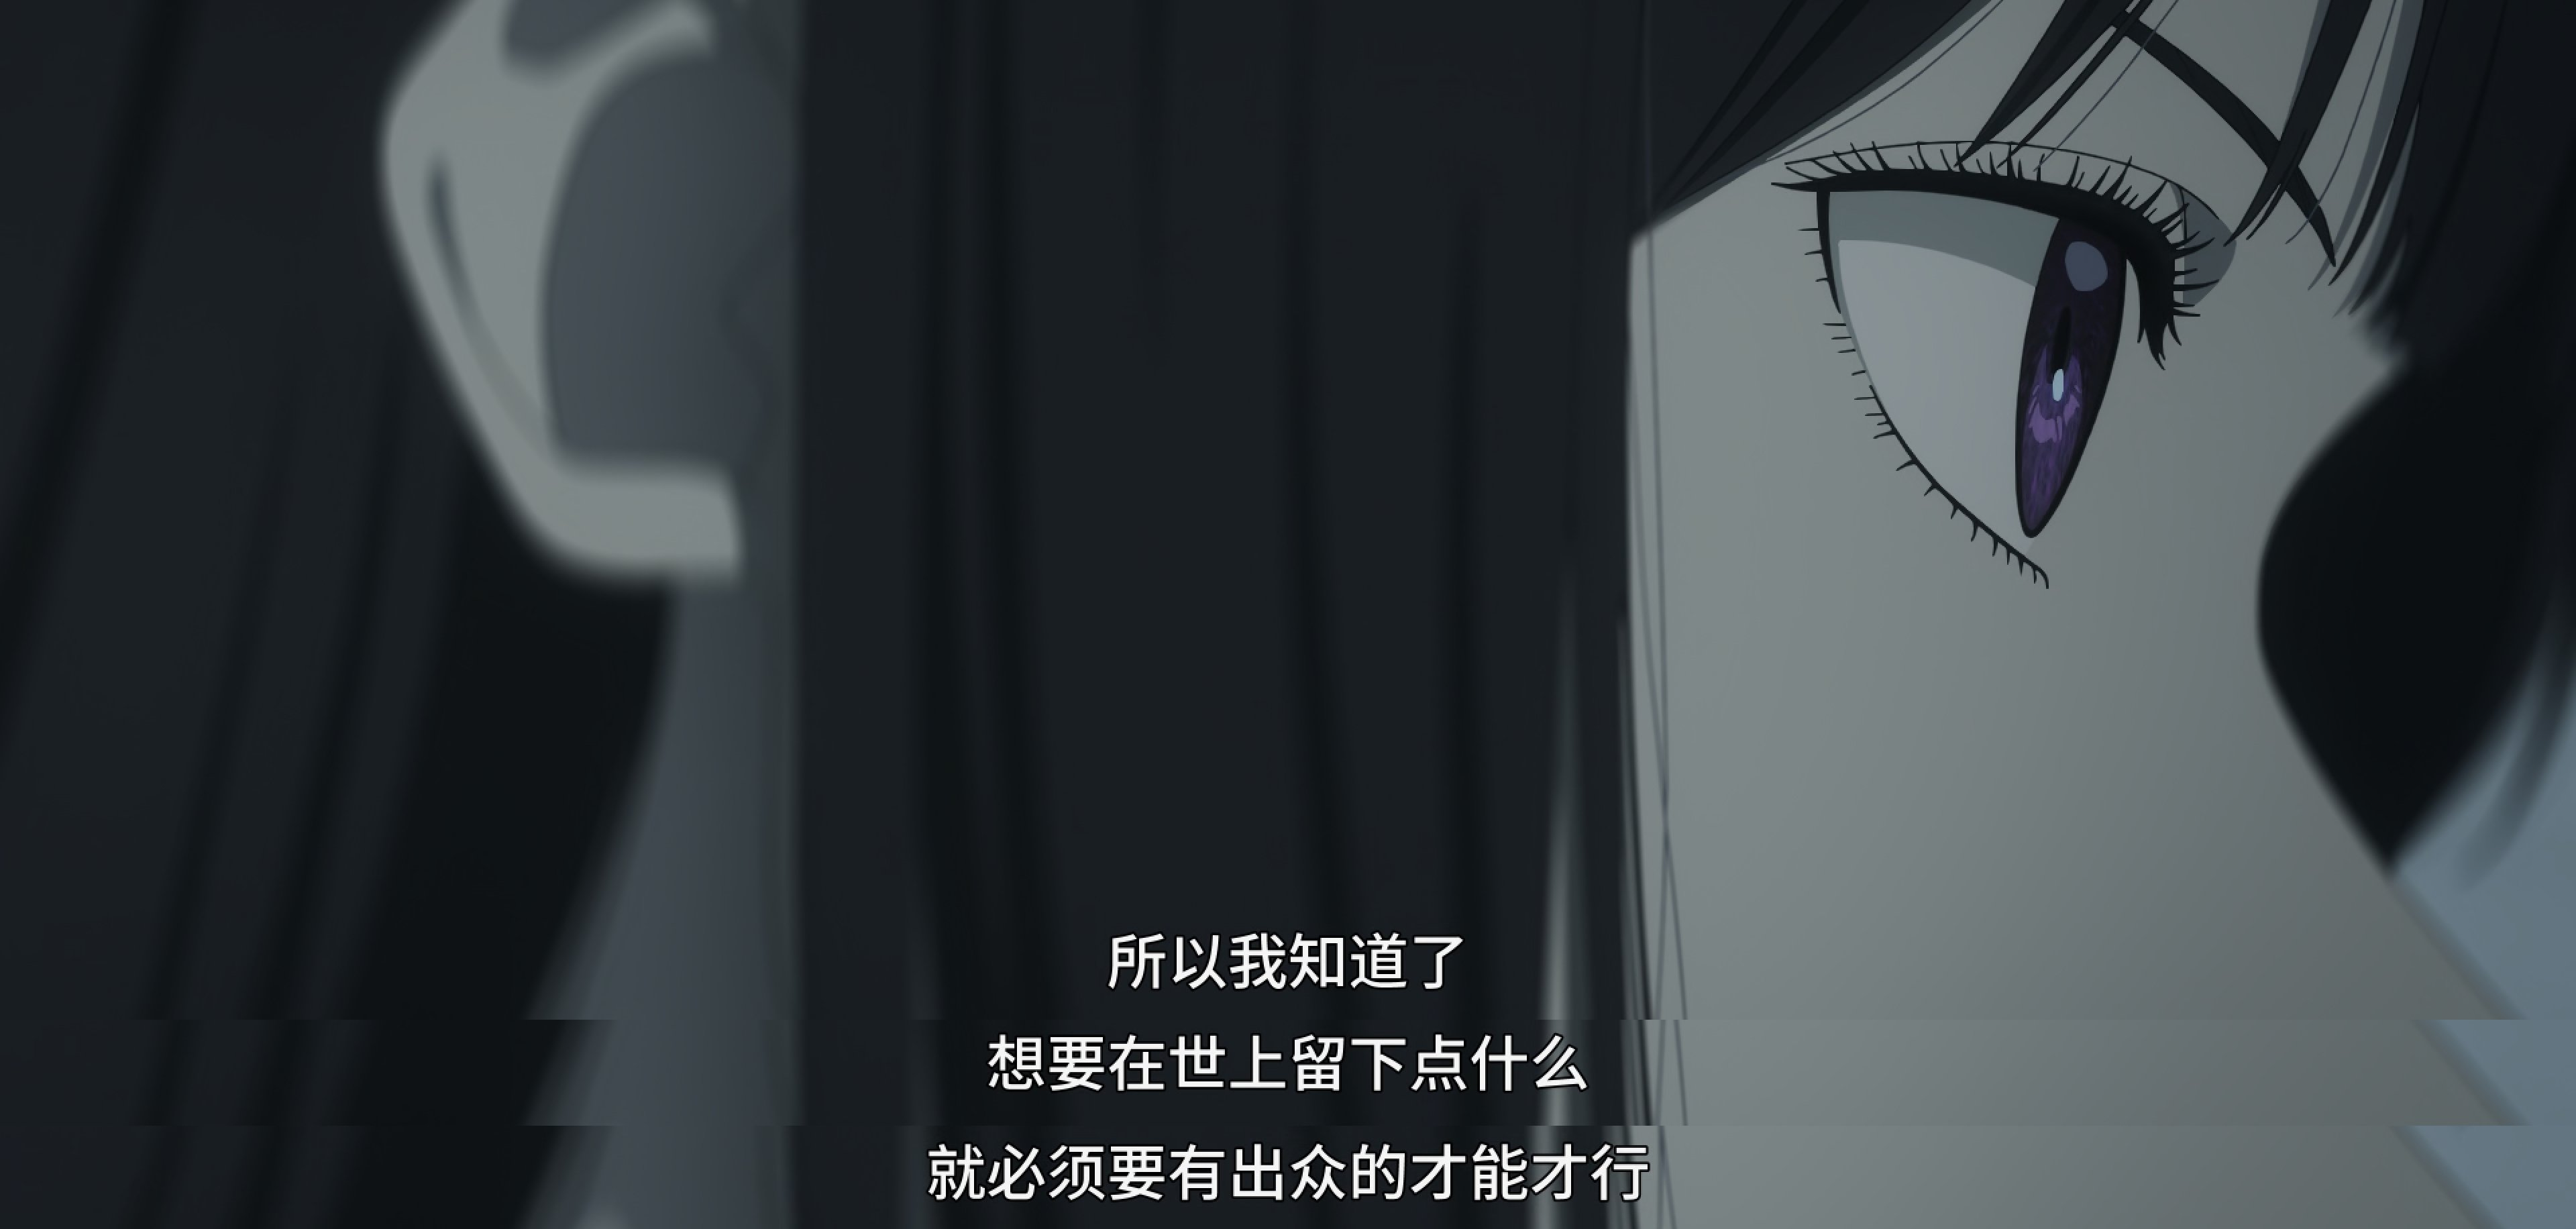 所以我知道了
想要在世上留下点什么
就必须要有出众的才能才行